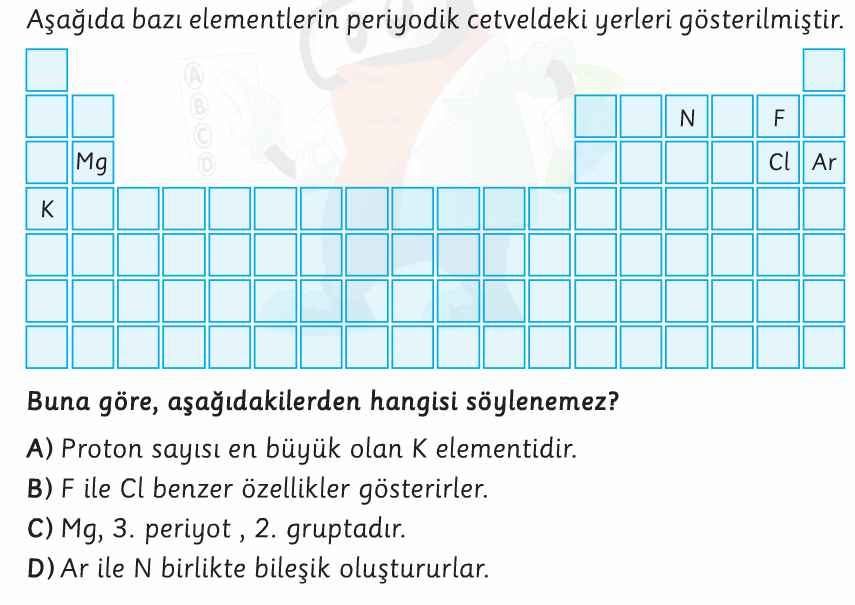 Aşağıda bazı elementlerin periyodik cetveldeki yerleri gösterilmiştir.
A
B
C
D
N F
Mg Cl Ar
K
Buna göre, aşağıdakilerden hangisi söylenemez?
A) Proton sayısı en büyük olan K elementidir.
B) F ile Cl benzer özellikler gösterirler.
C) Mg, 3. periyot , 2. gruptadır.
D) Ar ile N birlikte bileşik oluştururlar.